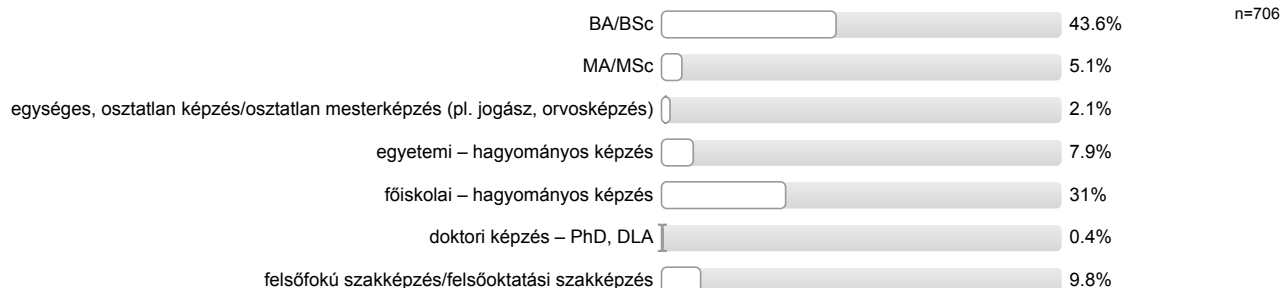 BA/BSc 43.6% n=706
MA/MSc 5.1%
egységes, osztatlan képzés/osztatlan mesterképzés (pl. jogász, orvosképzés) 2.1%
egyetemi – hagyományos képzés 7.9%
főiskolai – hagyományos képzés 31%
doktori képzés – PhD, DLA 0.4%
felsőfokú szakképzés/felsőoktatási szakképzés 9.8%